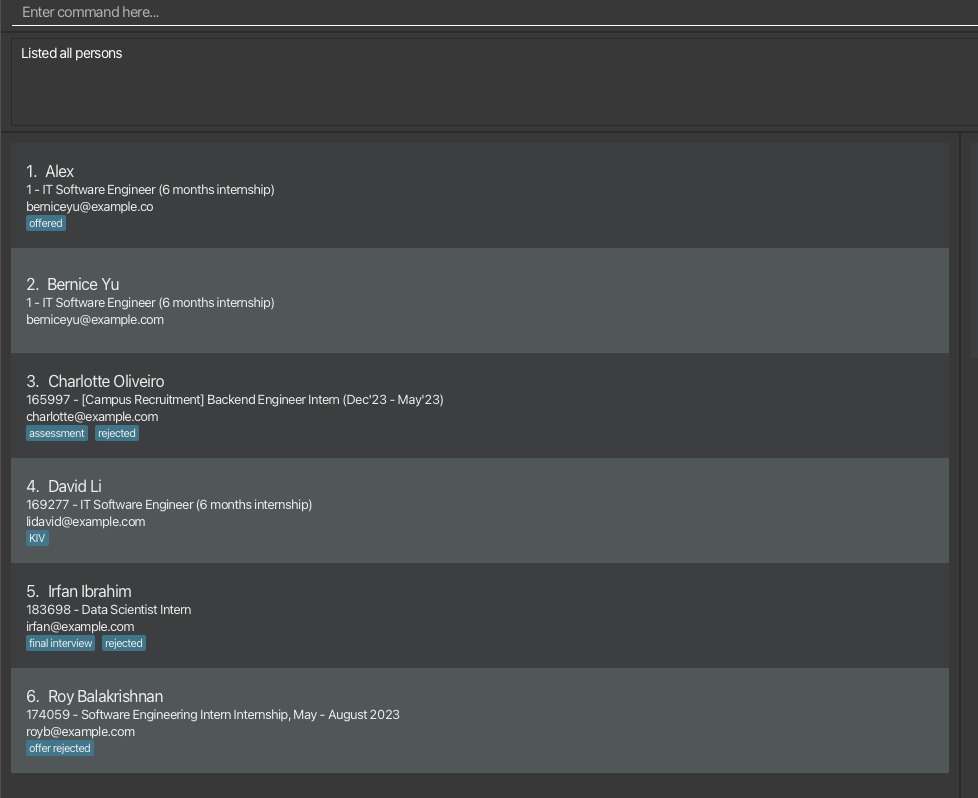 Enter command here...
Listed all persons
1. Alex
1 - IT Software Engineer (6 months internship)
berniceyu@example.co
offered
2. Bernice Yu
1 - IT Software Engineer (6 months internship)
berniceyu@example.com
3. Charlotte Oliveiro
165997 - [Campus Recruitment] Backend Engineer Intern (Dec'23 - May'23)
charlotte@example.com
assessment rejected
4. David Li
169277 - IT Software Engineer (6 months internship)
lidavid@example.com
KIV
5. Irfan Ibrahim
183698 - Data Scientist Intern
irfan@example.com
final interview rejected
6. Roy Balakrishnan
174059 - Software Engineering Intern Internship, May - August 2023
royb@example.com
offer rejected